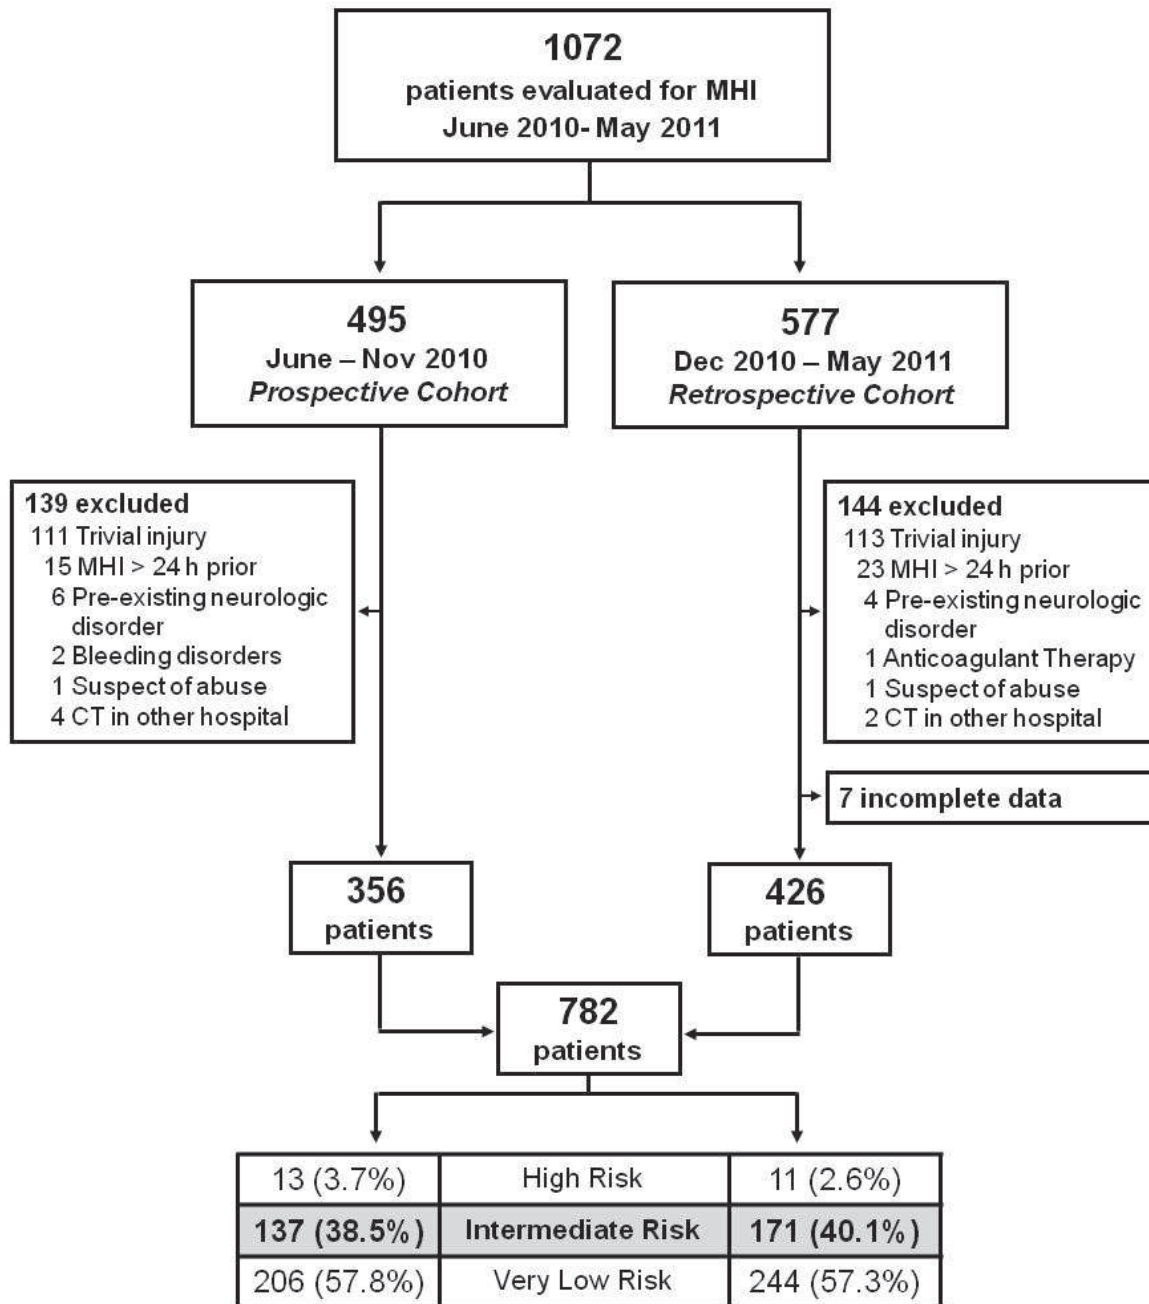 1072
patients evaluated for MHI
June 2010- May 2011
495
June – Nov 2010
Prospective Cohort
577
Dec 2010 – May 2011
Retrospective Cohort
139 excluded
111 Trivial injury
15 MHI > 24 h prior
6 Pre-existing neurologic
disorder
2 Bleeding disorders
1 Suspect of abuse
4 CT in other hospital
144 excluded
113 Trivial injury
23 MHI > 24 h prior
4 Pre-existing neurologic
disorder
1 Anticoagulant Therapy
1 Suspect of abuse
2 CT in other hospital
7 incomplete data
356
patients
426
patients
782
patients
13 (3.7%) High Risk 11 (2.6%)
137 (38.5%) Intermediate Risk 171 (40.1%)
206 (57.8%) Very Low Risk 244 (57.3%)